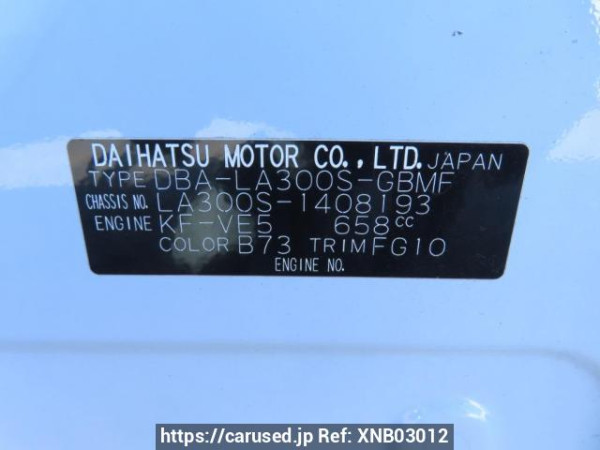 DAIHATSU MOTOR CO., LTD. JAPAN
TYPE DBA-LA300S-GBMF
CHASSIS NO. LA300S-1408193
ENGINE KF-VE5 658cc
COLOR B73 TRIM FG10
ENGINE NO.
https://carused.jp Ref: XNB03012